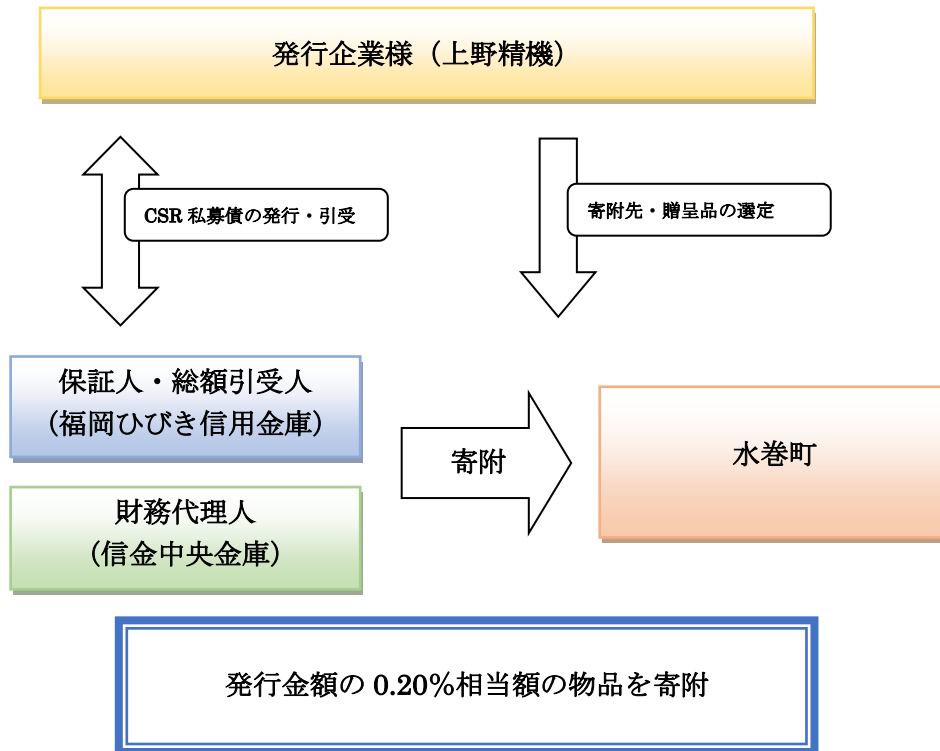 発行企業様（上野精機）
CSR 私募債の発行・引受
寄附先・贈呈品の選定
保証人・総額引受人
（福岡ひびき信用金庫）
寄附
水巻町
財務代理人
（信金中央金庫）
発行金額の 0.20％相当額の物品を寄附